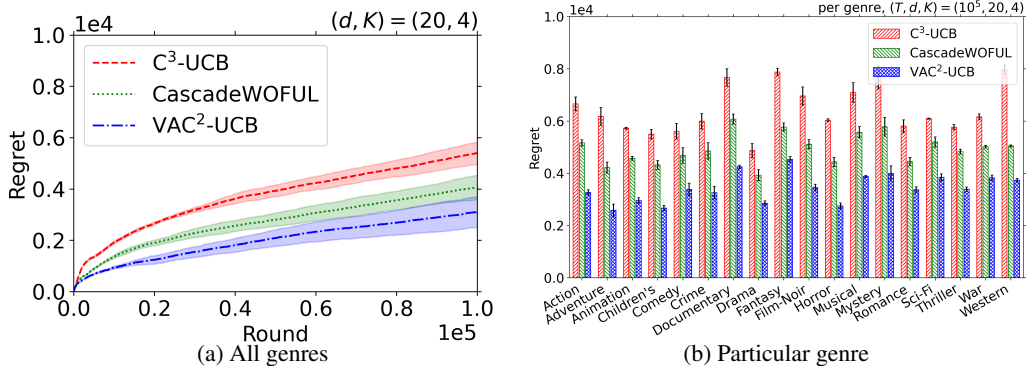 1e4
(d, K) = (20, 4)
1.0
0.8
0.6
0.4
0.2
0.0
Regret
C³-UCB
CascadeWOFUL
VAC²-UCB
0.0 0.2 0.4 0.6 0.8 1.0
Round
1e5
(a) All genres
1e4
per genre, (T, d, K) = (10⁵, 20, 4)
1.0
0.8
0.6
0.4
0.2
0.0
Regret
C³-UCB
CascadeWOFUL
VAC²-UCB
Action
Adventure
Animation
Children's
Comedy
Crime
Documentary
Drama
Fantasy
Film-Noir
Horror
Musical
Mystery
Romance
Sci-Fi
Thriller
War
Western
(b) Particular genre